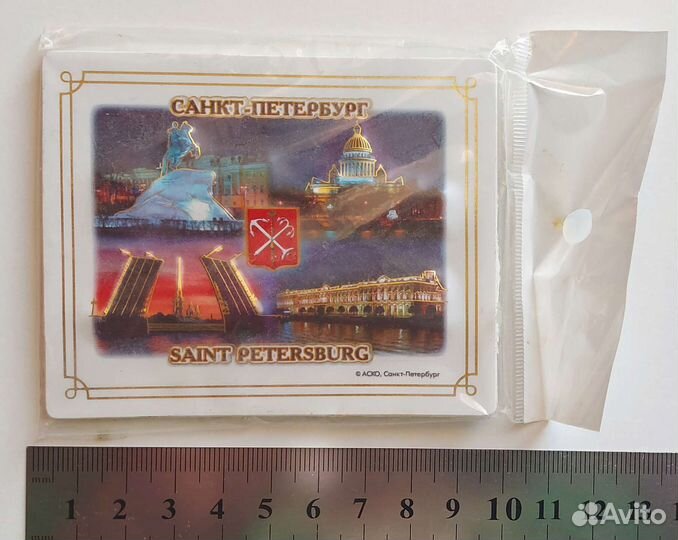 САНКТ-ПЕТЕРБУРГ
SAINT PETERSBURG
© АСКО, Санкт-Петербург
1 2 3 4 5 6 7 8 9 10 11 12 13
Avito